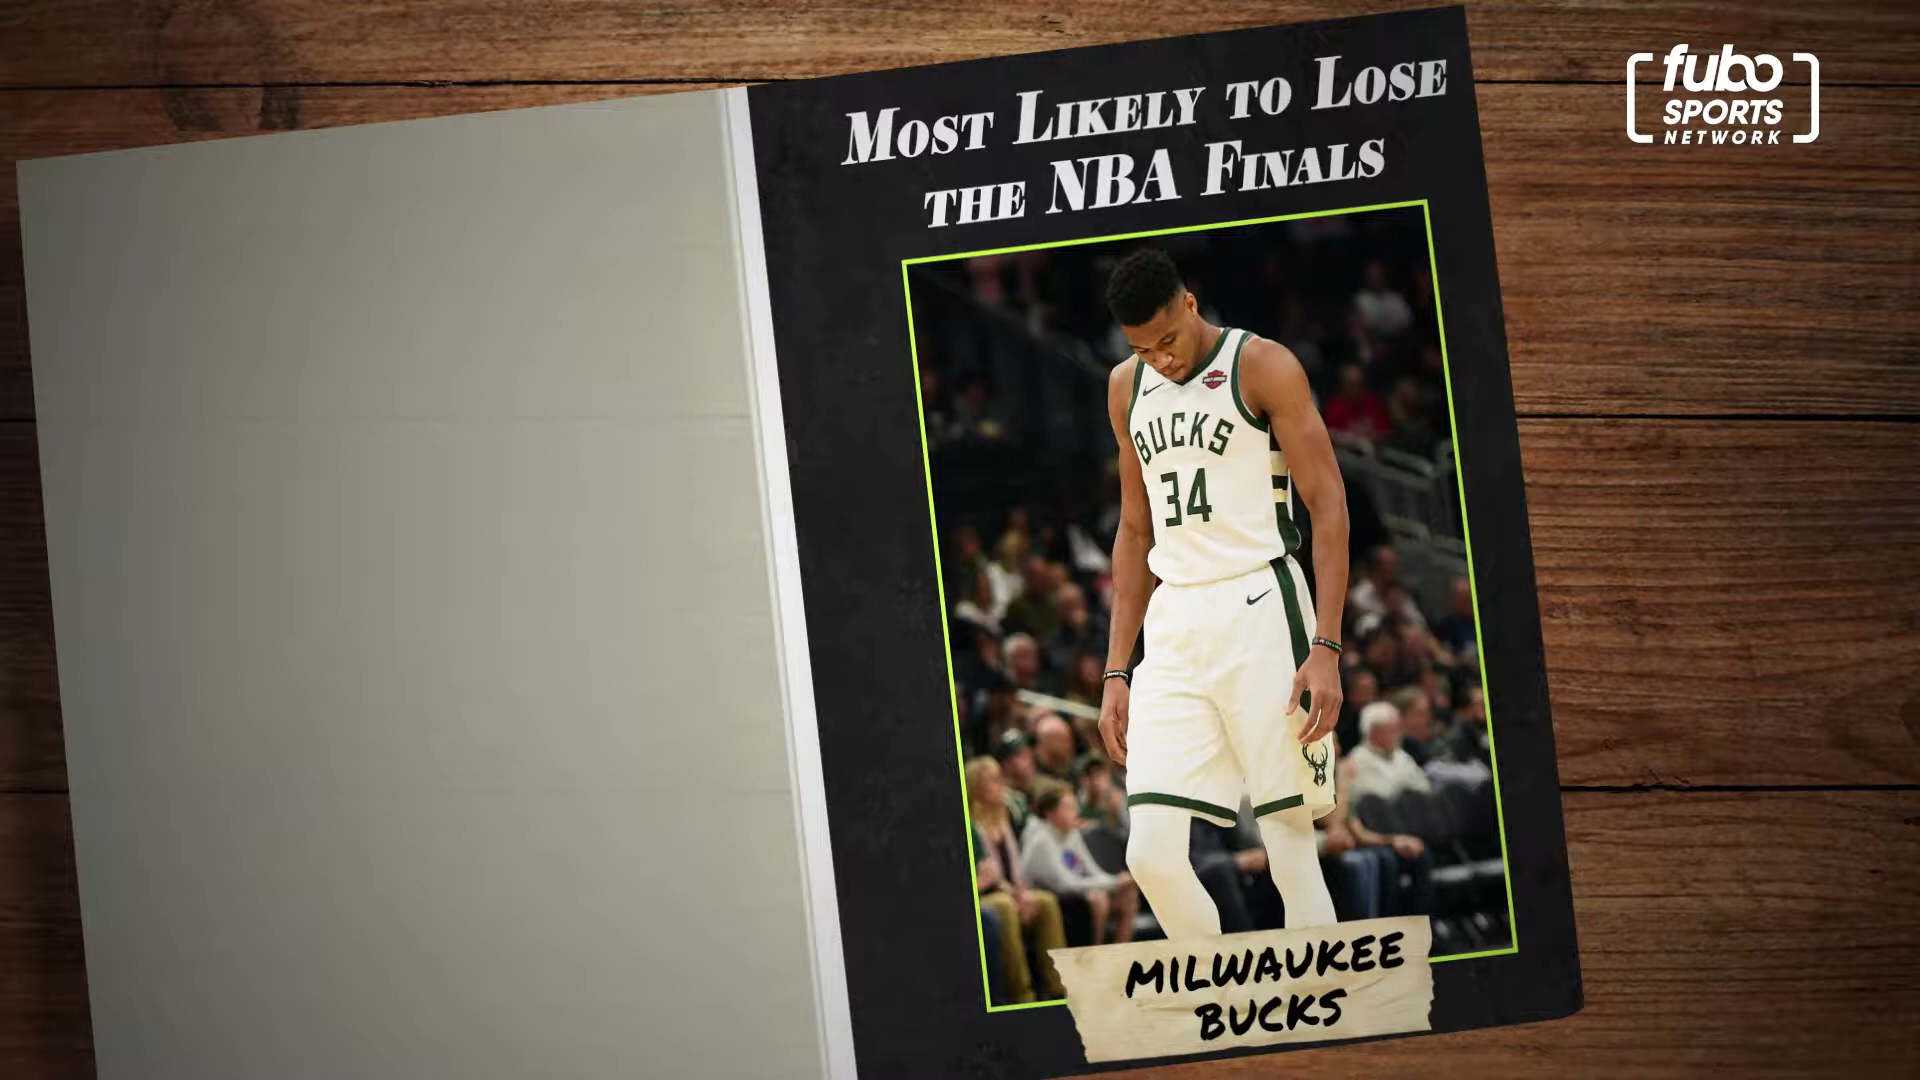 fubo
SPORTS
NETWORK
MOST LIKELY TO LOSE
THE NBA FINALS
BUCKS
34
MILWAUKEE
BUCKS